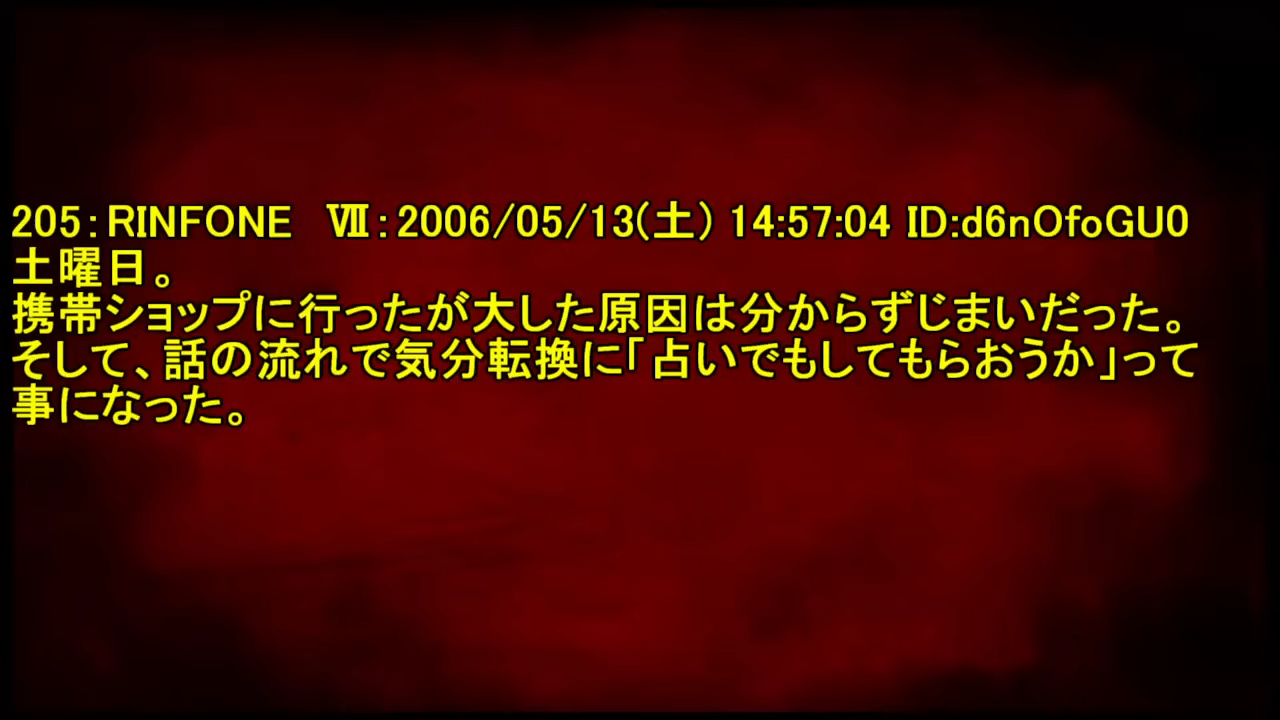 205：RINFONE　Ⅶ：2006/05/13(土) 14:57:04 ID:d6nOfoGU0
土曜日。
携帯ショップに行ったが大した原因は分からずじまいだった。
そして、話の流れで気分転換に「占いでもしてもらおうか」って
事になった。